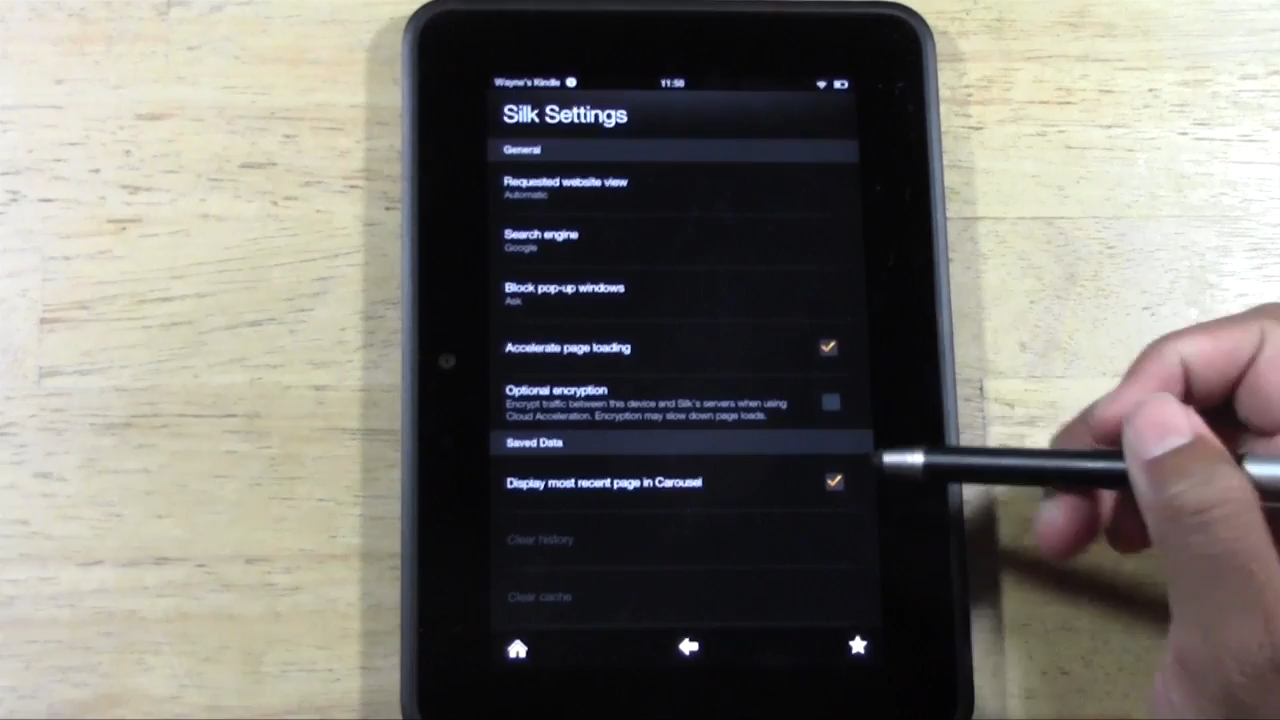 Wayne's Kindle
11:50
Silk Settings
General
Requested website view
Automatic
Search engine
Google
Block pop-up windows
Ask
Accelerate page loading
Optional encryption
Encrypt traffic between this device and Silk's servers when using
Cloud Acceleration. Encryption may slow down page loads.
Saved Data
Display most recent page in Carousel
Clear history
Clear cache